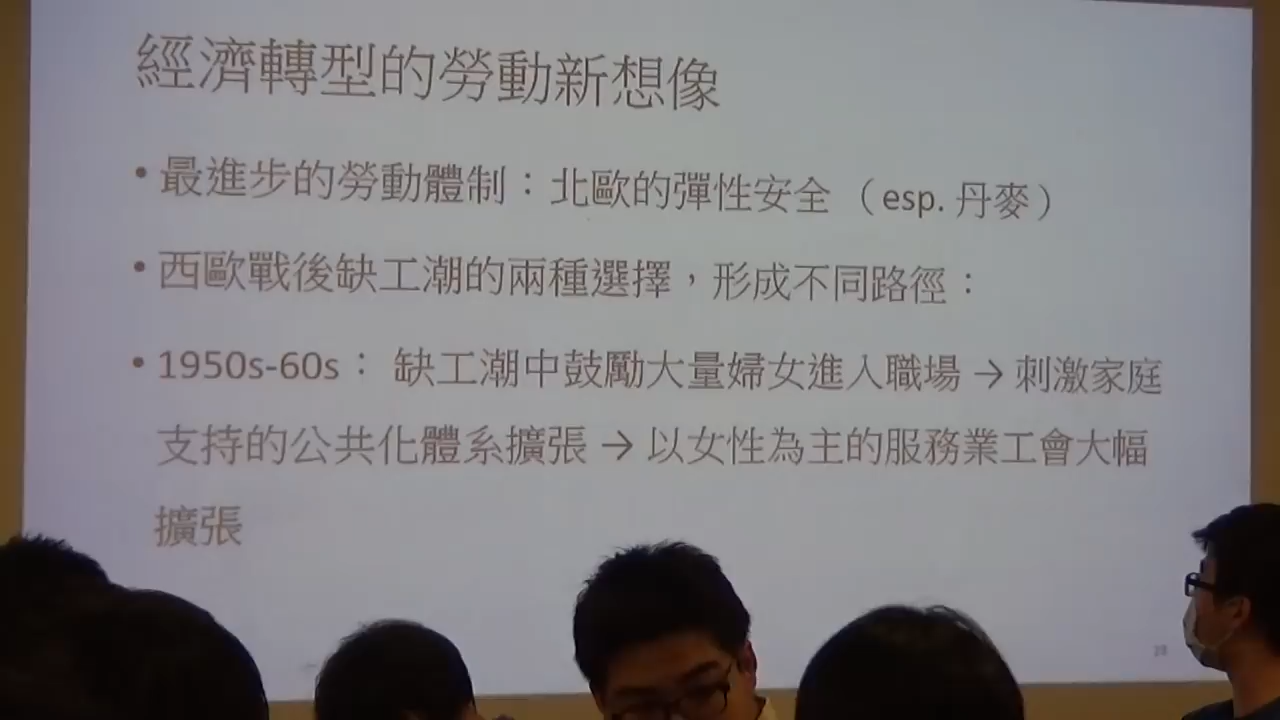 經濟轉型的勞動新想像
• 最進步的勞動體制：北歐的彈性安全（esp. 丹麥）
• 西歐戰後缺工潮的兩種選擇，形成不同路徑：
• 1950s-60s： 缺工潮中鼓勵大量婦女進入職場 → 刺激家庭
支持的公共化體系擴張 → 以女性為主的服務業工會大幅
擴張